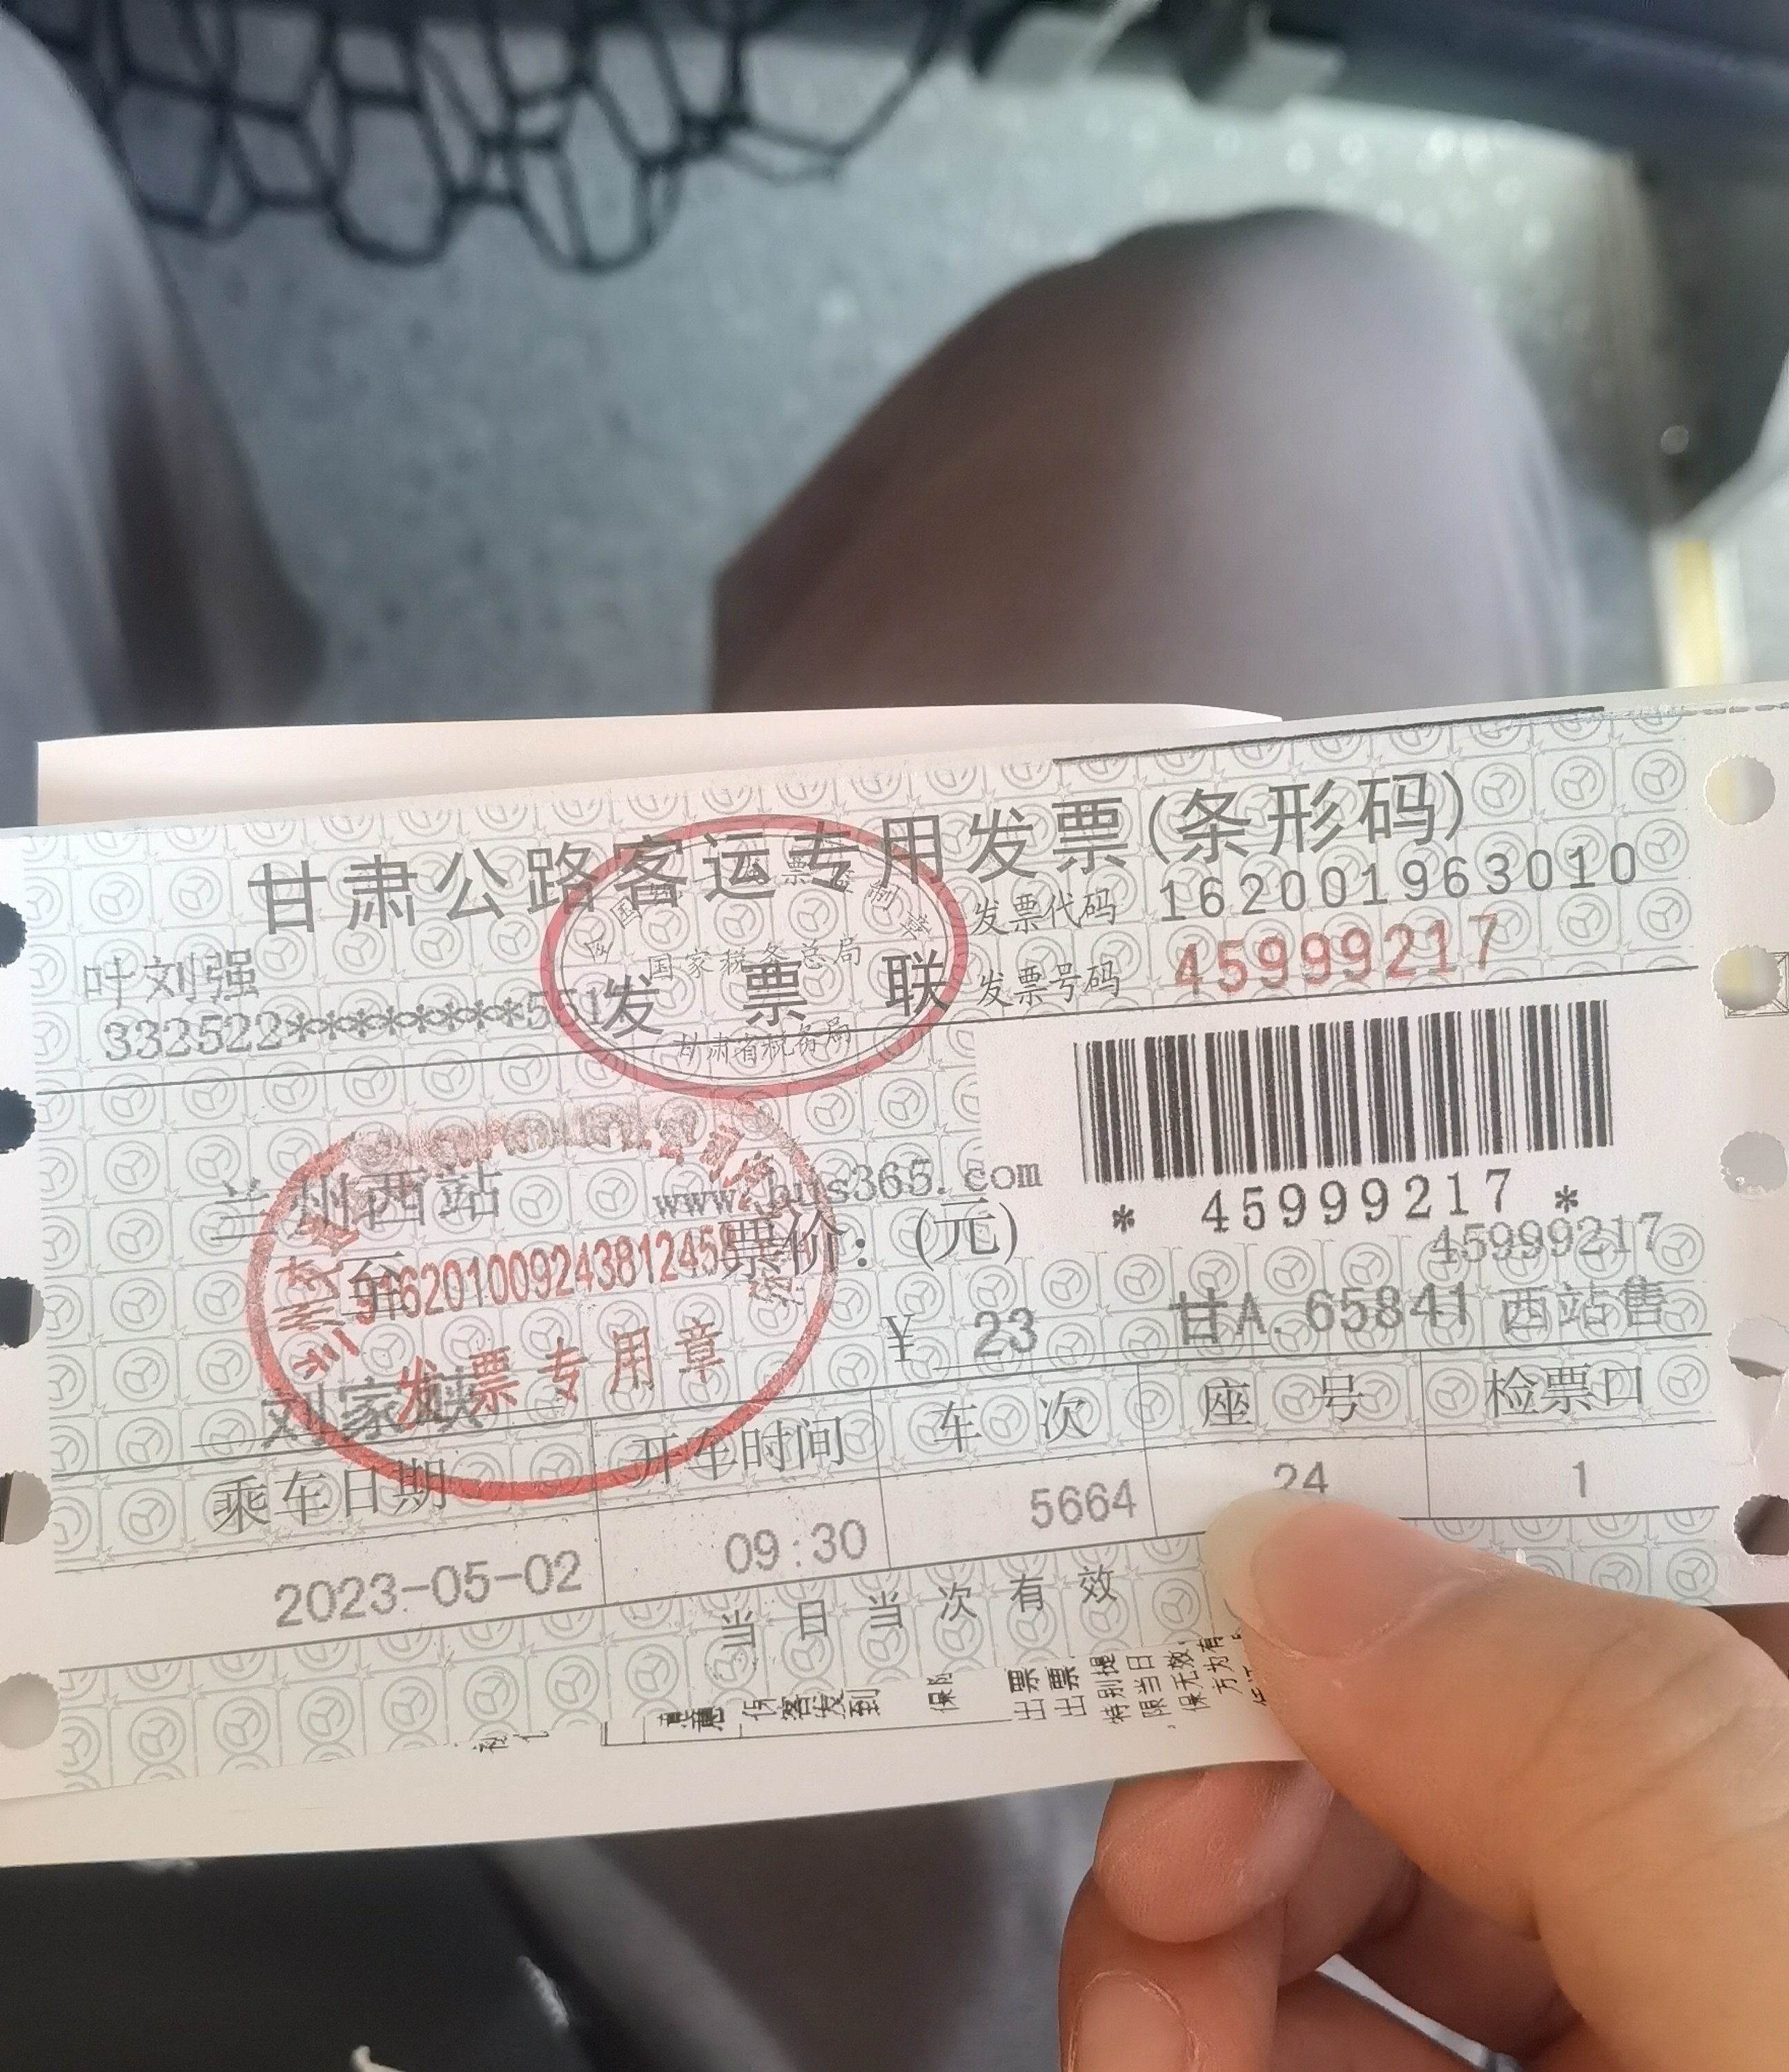 甘肃公路客运专用发票(条形码)
发票代码 162001963010
叶刘强
国家税务总局
发票联
发票号码 45999217
332522********551
甘肃省税务局
兰州西站
www.bus365.com
* 45999217 *
45999217
至
票价：(元)
916201009243812458
¥ 23
甘A.65841 西站售
发票专用章
刘家峡
乘车日期 开车时间 车次 座号 检票口
2023-05-02 09:30 5664 24 1
当日当次有效